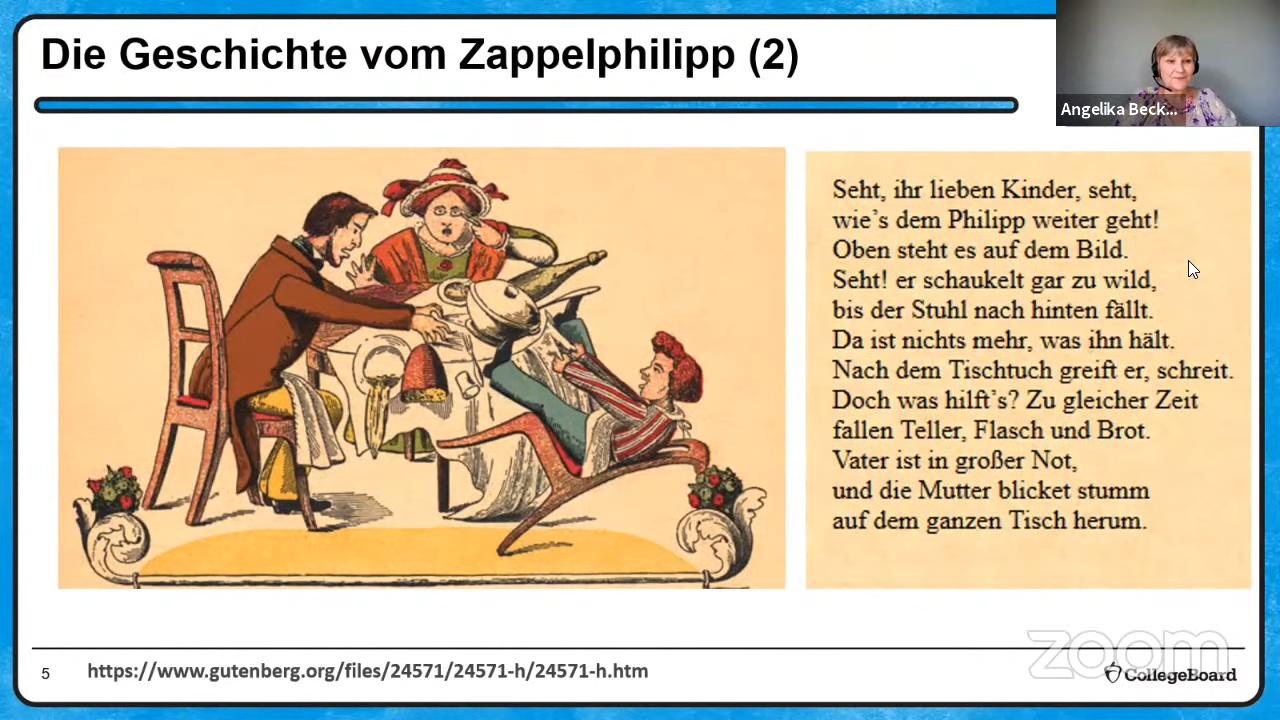 Die Geschichte vom Zappelphilipp (2)
Angelika Beck...
Seht, ihr lieben Kinder, seht,
wie's dem Philipp weiter geht!
Oben steht es auf dem Bild.
Seht! er schaukelt gar zu wild,
bis der Stuhl nach hinten fällt.
Da ist nichts mehr, was ihn hält.
Nach dem Tischtuch greift er, schreit.
Doch was hilft's? Zu gleicher Zeit
fallen Teller, Flasch und Brot.
Vater ist in großer Not,
und die Mutter blicket stumm
auf dem ganzen Tisch herum.
zoom
5
https://www.gutenberg.org/files/24571/24571-h/24571-h.htm
CollegeBoard